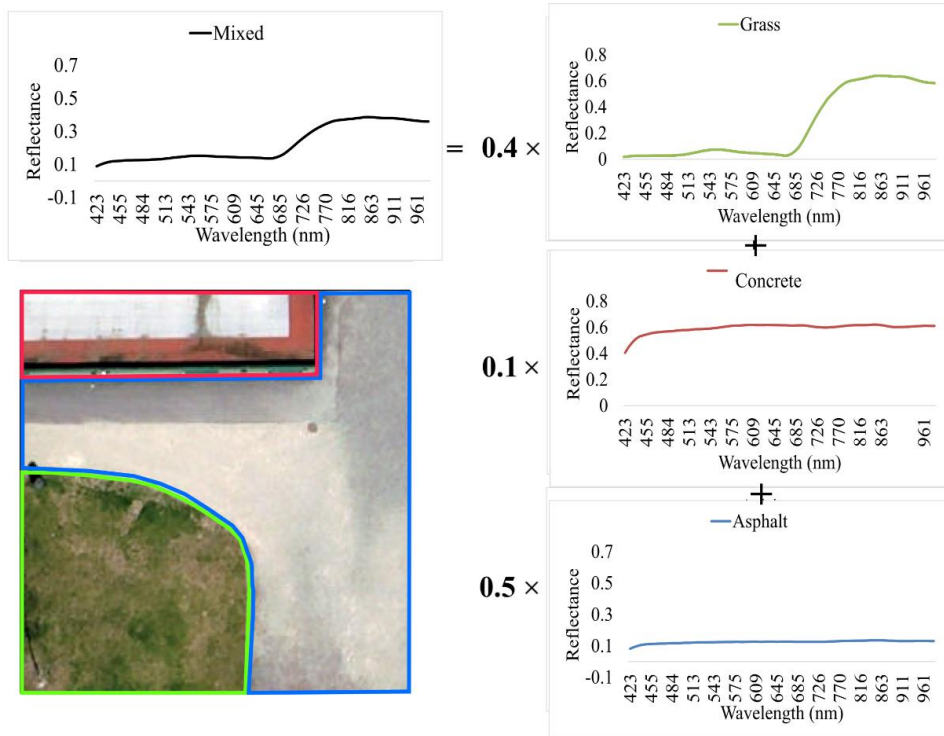 Mixed
0.7
0.5
0.3
0.1
-0.1
Reflectance
423 455 484 513 543 575 609 645 685 726 770 816 863 911 961
Wavelength (nm)
= 0.4 ×
Grass
0.8
0.6
0.4
0.2
0
Reflectance
423 455 484 513 543 575 609 645 685 726 770 816 863 911 961
Wavelength (nm)
+
0.1 ×
Concrete
0.8
0.6
0.4
0.2
0
Reflectance
423 455 484 513 543 575 609 645 685 726 770 816 863 961
Wavelength (nm)
+
0.5 ×
Asphalt
0.7
0.5
0.3
0.1
-0.1
Reflectance
423 455 484 513 543 575 609 645 685 726 770 816 863 911 961
Wavelength (nm)